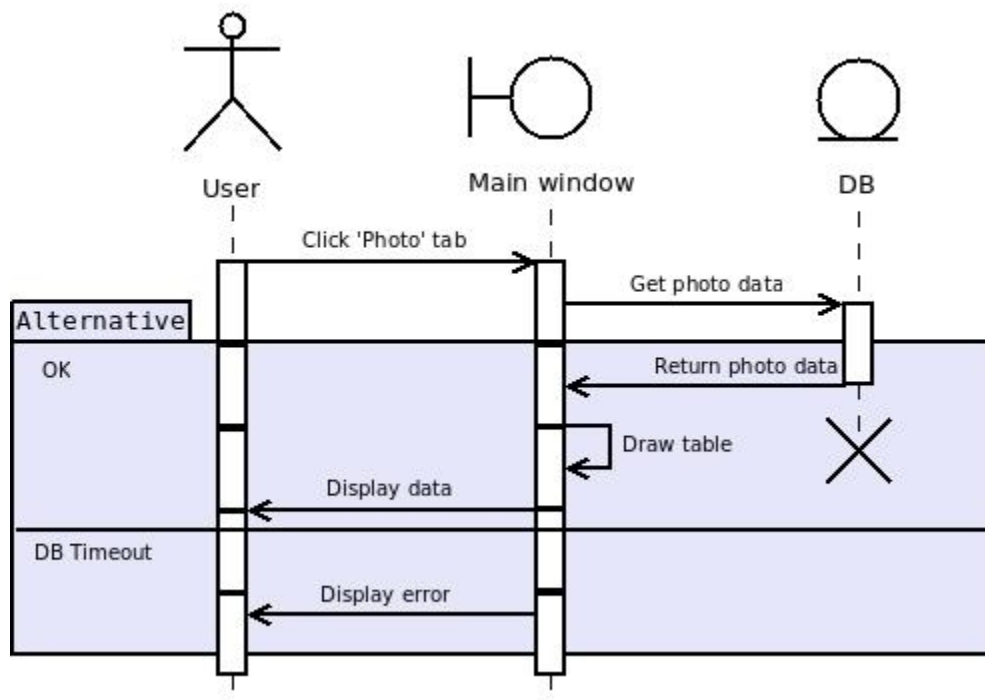 User
Main window
DB
Click 'Photo' tab
Get photo data
Alternative
OK
Return photo data
Draw table
Display data
DB Timeout
Display error